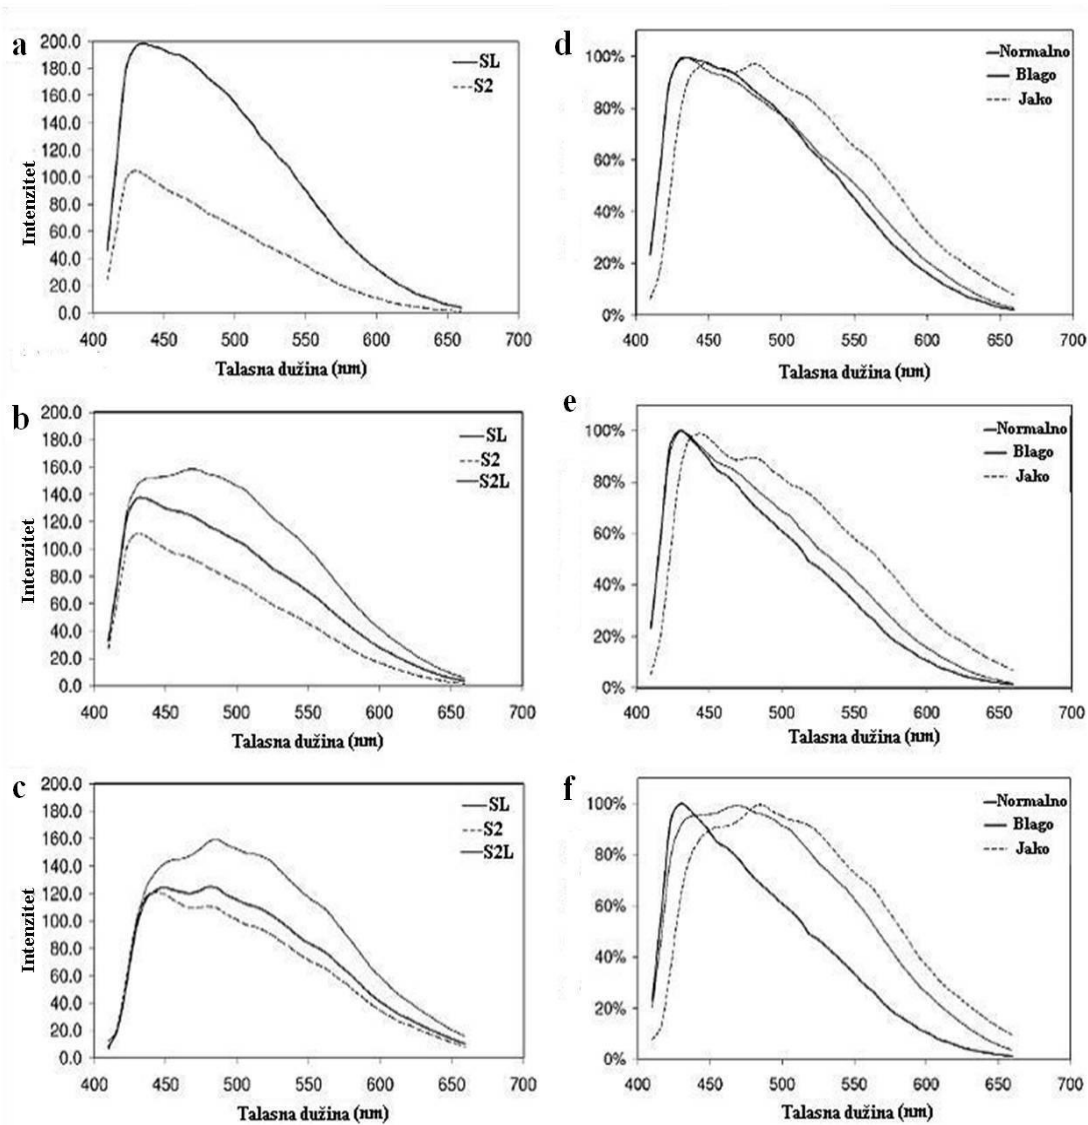 a
200.0
180.0
160.0
140.0
120.0
100.0
80.0
60.0
40.0
20.0
0.0
Intenzitet
SL
S2
400 450 500 550 600 650 700
Talasna dužina (nm)
d
100%
80%
60%
40%
20%
0%
Normalno
Blago
Jako
400 450 500 550 600 650 700
Talasna dužina (nm)
b
200.0
180.0
160.0
140.0
120.0
100.0
80.0
60.0
40.0
20.0
0.0
Intenzitet
SL
S2
S2L
400 450 500 550 600 650 700
Talasna dužina (nm)
e
100%
80%
60%
40%
20%
0%
Normalno
Blago
Jako
400 450 500 550 600 650 700
Talasna dužina (nm)
c
200.0
180.0
160.0
140.0
120.0
100.0
80.0
60.0
40.0
20.0
0.0
Intenzitet
SL
S2
S2L
400 450 500 550 600 650 700
Talasna dužina (nm)
f
100%
80%
60%
40%
20%
0%
Normalno
Blago
Jako
400 450 500 550 600 650 700
Talasna dužina (nm)